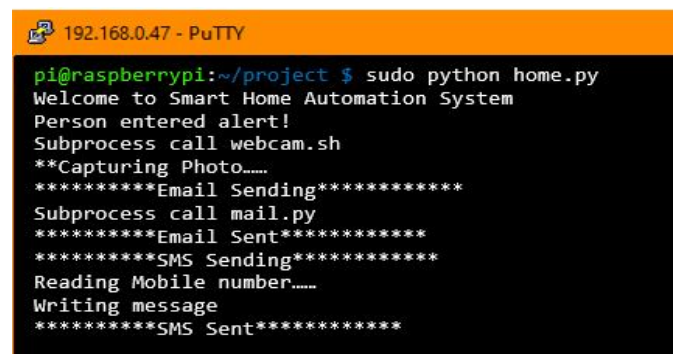 192.168.0.47 - PuTTY
pi@raspberrypi:~/project $ sudo python home.py
Welcome to Smart Home Automation System
Person entered alert!
Subprocess call webcam.sh
**Capturing Photo……
**********Email Sending************
Subprocess call mail.py
**********Email Sent************
**********SMS Sending************
Reading Mobile number……
Writing message
**********SMS Sent************